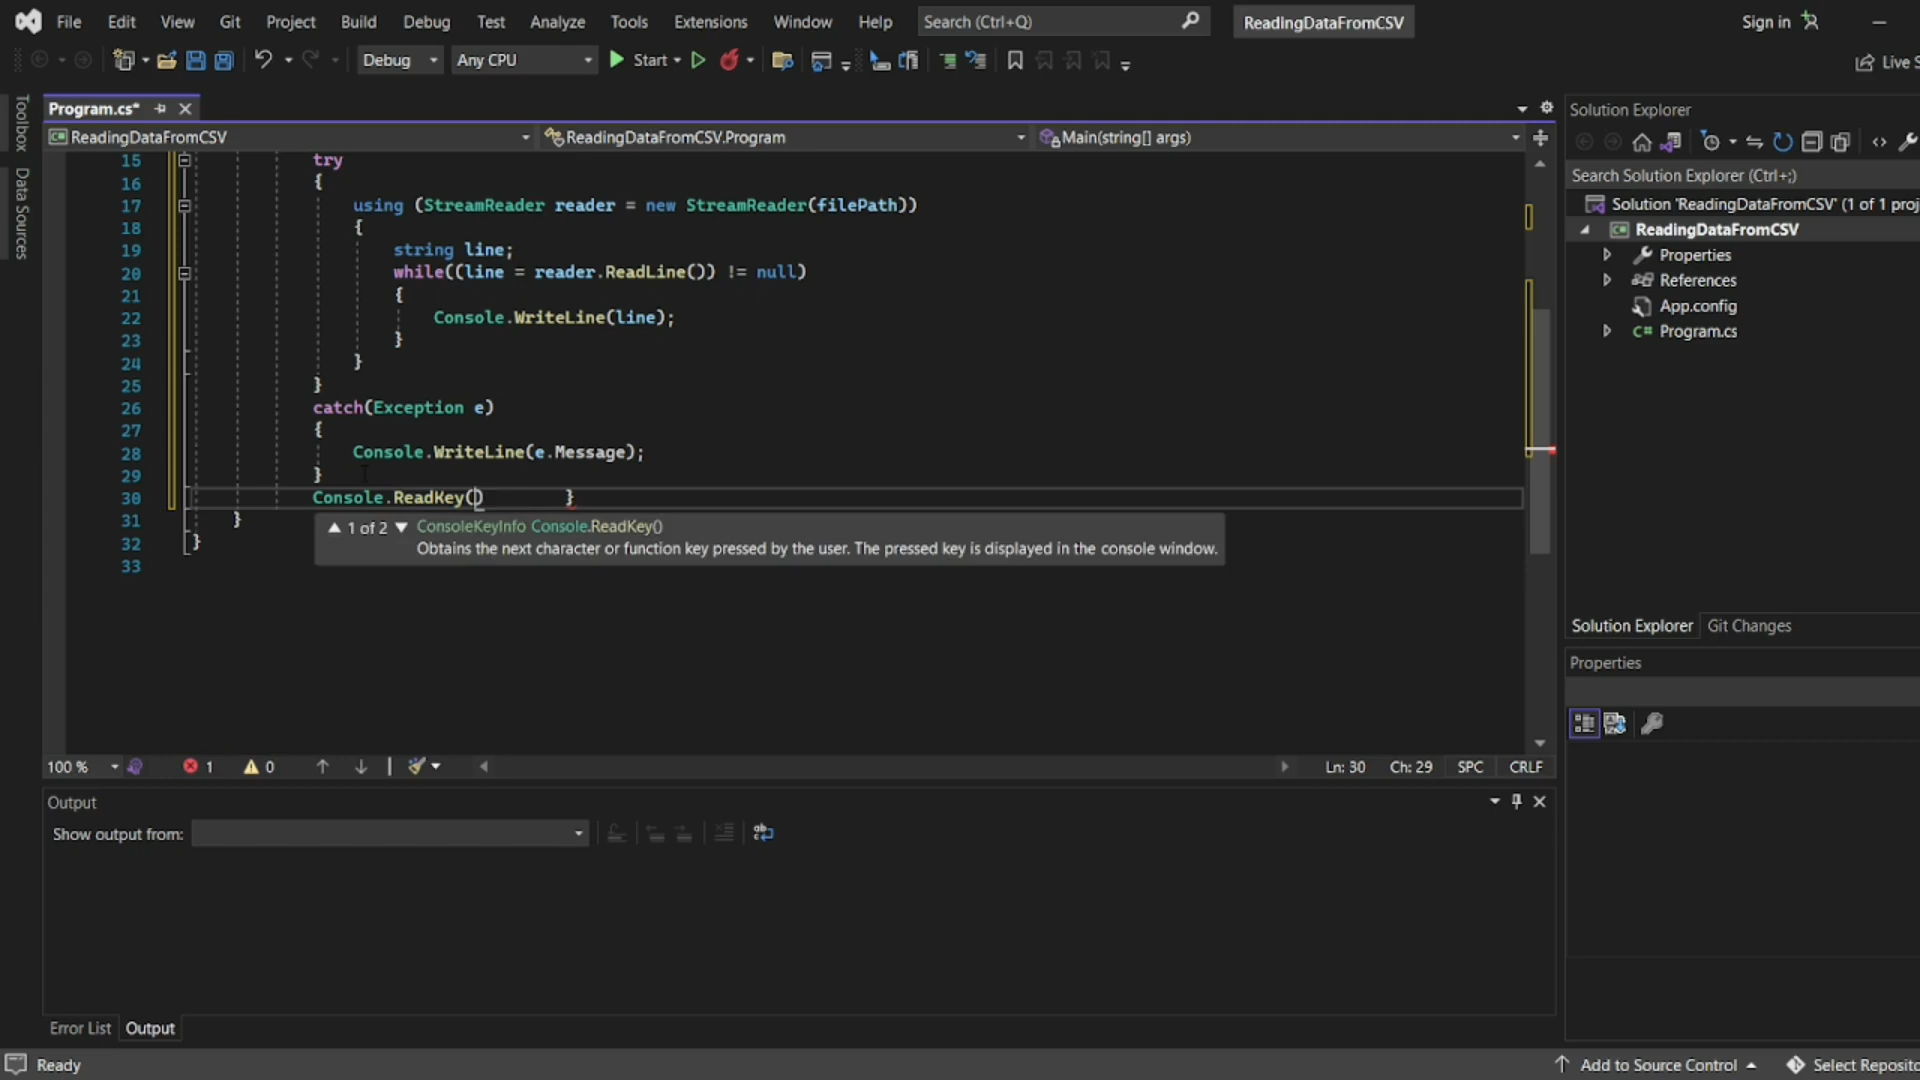 File Edit View Git Project Build Debug Test Analyze Tools Extensions Window Help Search (Ctrl+Q) ReadingDataFromCSV Sign in
Debug Any CPU Start Live S
Toolbox
Data Sources
Program.cs*
ReadingDataFromCSV ReadingDataFromCSV.Program Main(string[] args)
15 try
16 {
17 using (StreamReader reader = new StreamReader(filePath))
18 {
19 string line;
20 while((line = reader.ReadLine()) != null)
21 {
22 Console.WriteLine(line);
23 }
24 }
25 }
26 catch(Exception e)
27 {
28 Console.WriteLine(e.Message);
29 }
30 Console.ReadKey() }
31 }
32 }
33
1 of 2 ConsoleKeyInfo Console.ReadKey()
Obtains the next character or function key pressed by the user. The pressed key is displayed in the console window.
100 % 1 0 Ln: 30 Ch: 29 SPC CRLF
Output
Show output from:
Error List Output
Solution Explorer
Search Solution Explorer (Ctrl+;)
Solution 'ReadingDataFromCSV' (1 of 1 proj
C# ReadingDataFromCSV
Properties
References
App.config
C# Program.cs
Solution Explorer Git Changes
Properties
Ready Add to Source Control Select Reposito